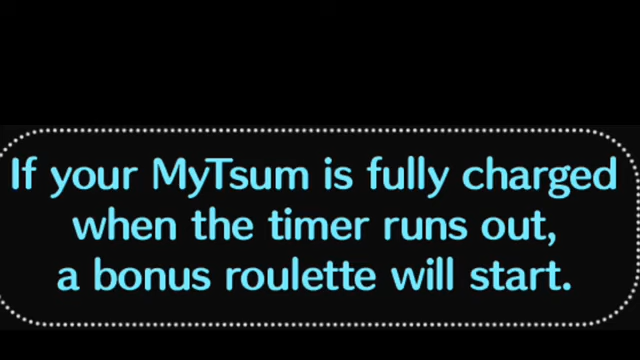 If your MyTsum is fully charged
when the timer runs out,
a bonus roulette will start.